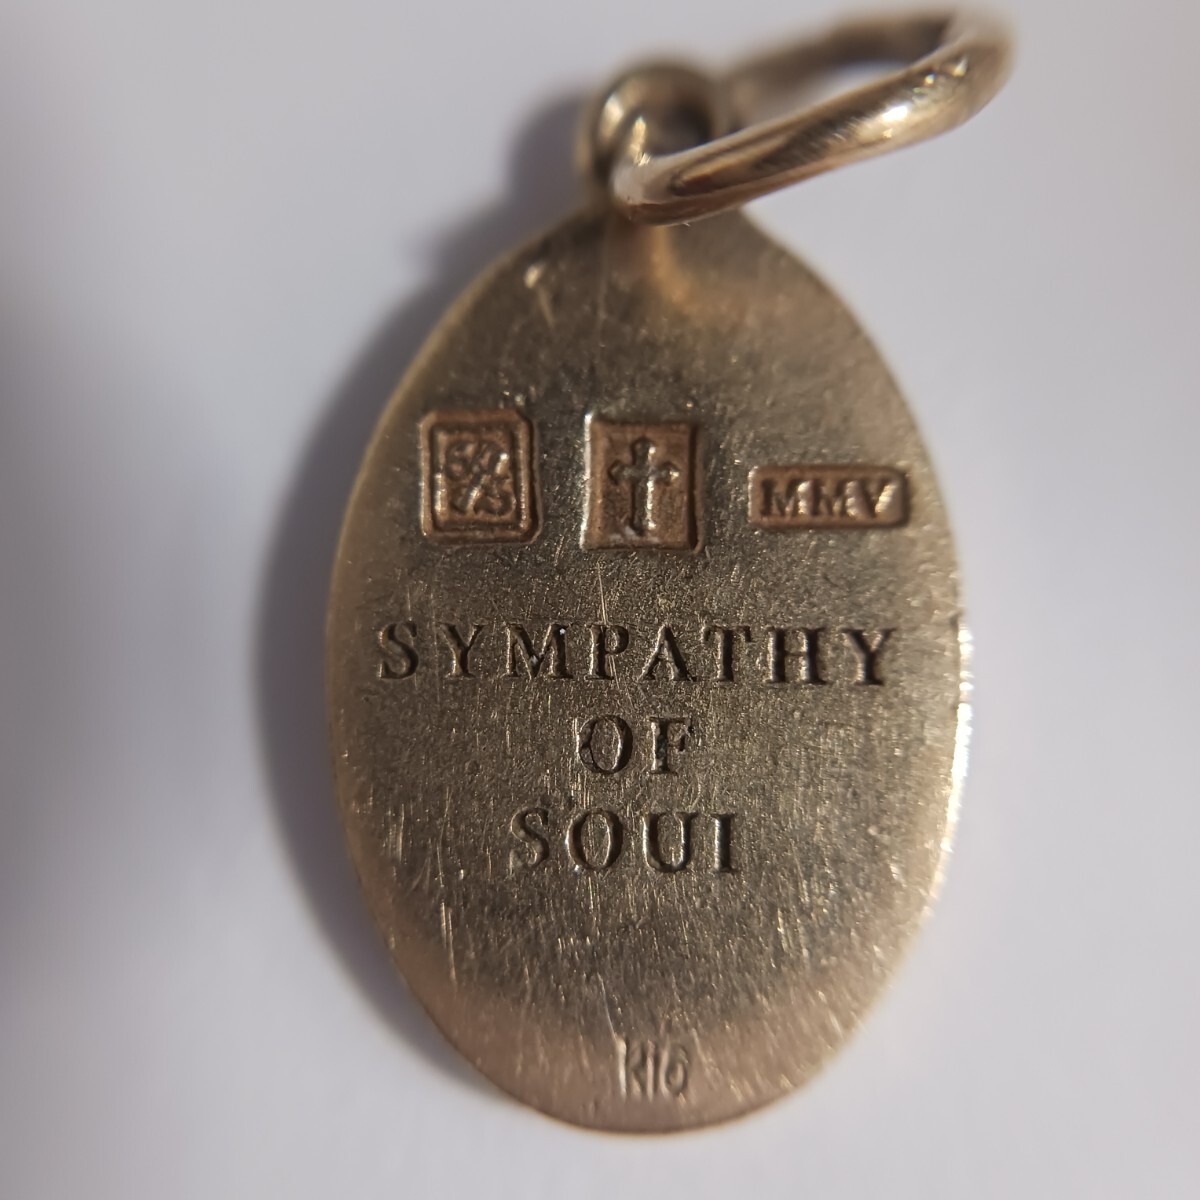 MMV
SYMPATHY
OF
SOUI
K16